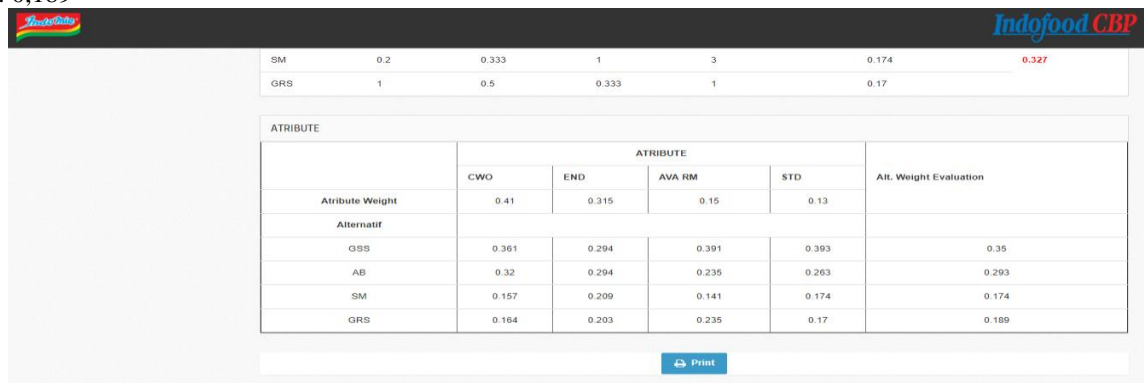 : 0,189
Indomie
Indofood CBP
SM 0.2 0.333 1 3 0.174 0.327
GRS 1 0.5 0.333 1 0.17
ATRIBUTE
ATRIBUTE
CWO END AVA RM STD Alt. Weight Evaluation
Atribute Weight 0.41 0.315 0.15 0.13
Alternatif
GSS 0.361 0.294 0.391 0.393 0.35
AB 0.32 0.294 0.235 0.263 0.293
SM 0.157 0.209 0.141 0.174 0.174
GRS 0.164 0.203 0.235 0.17 0.189
Print